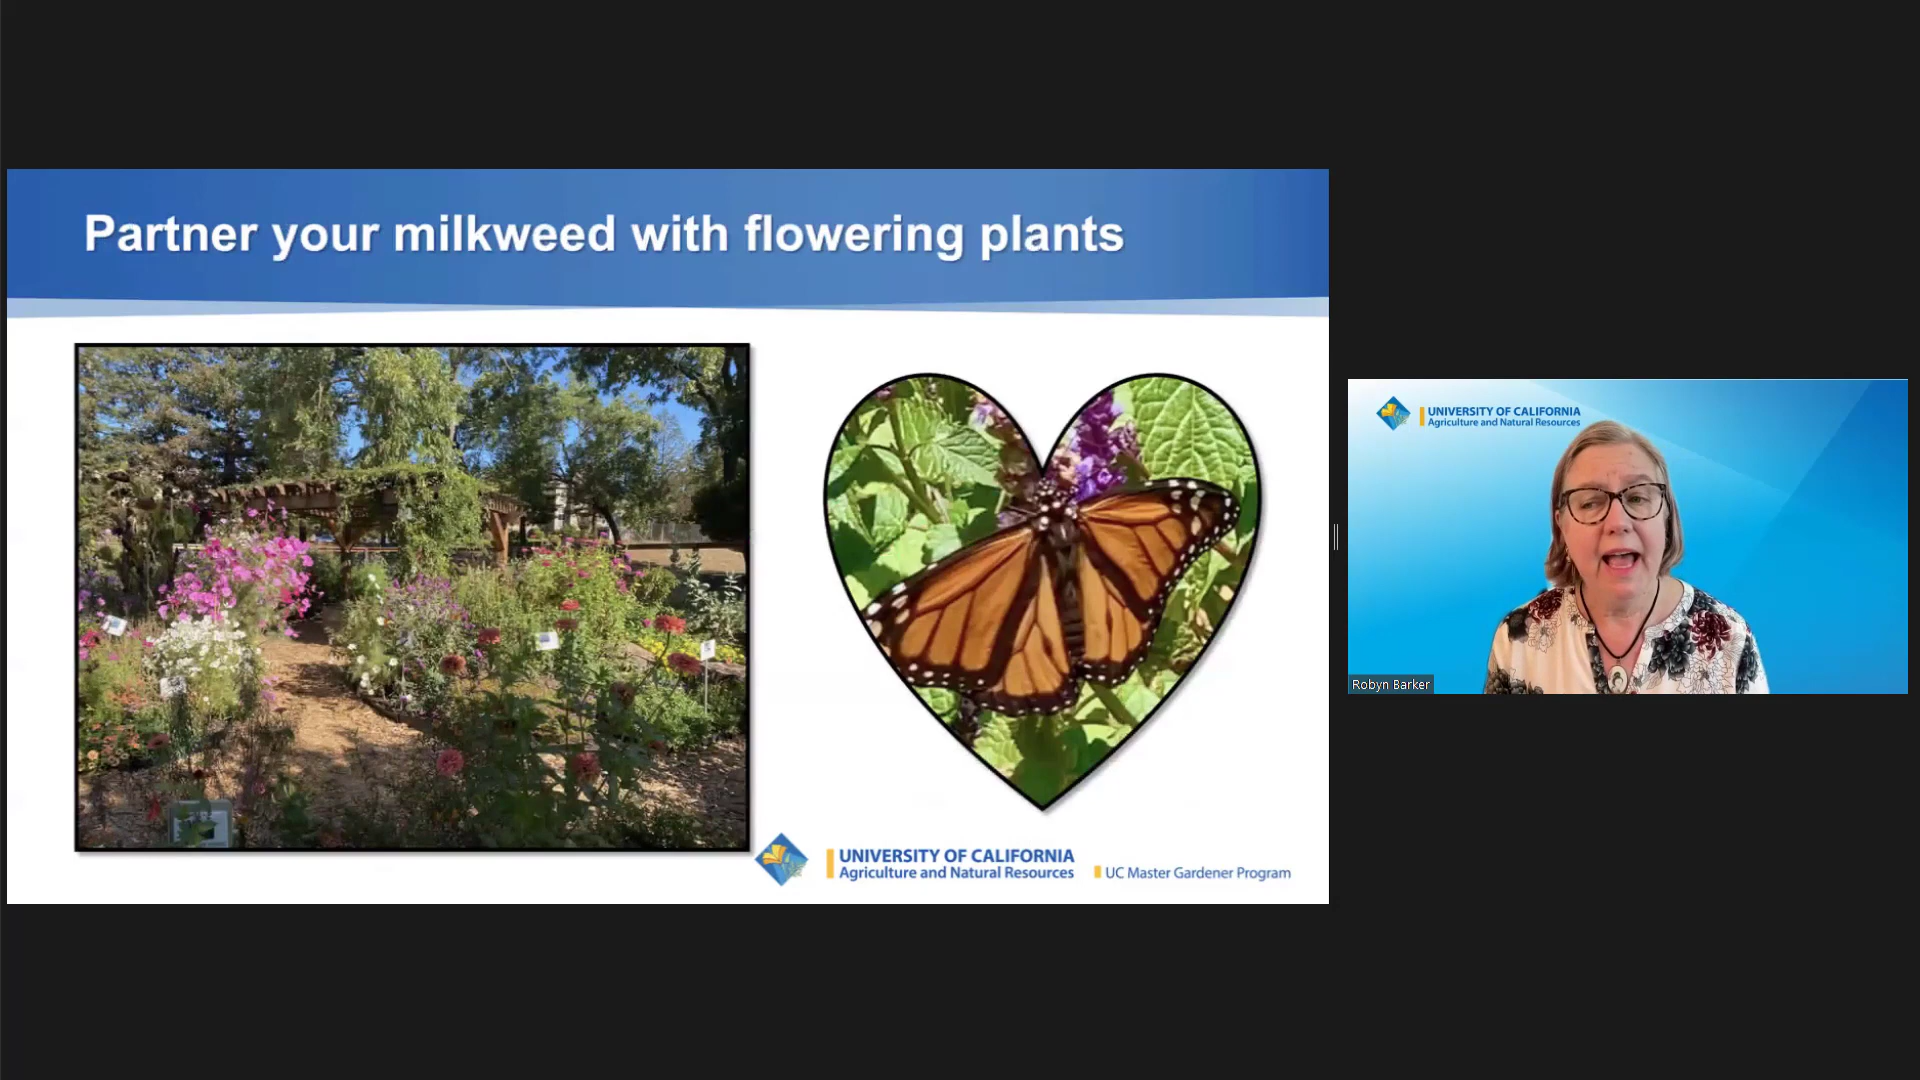 Partner your milkweed with flowering plants
UNIVERSITY OF CALIFORNIA
Agriculture and Natural Resources
UC Master Gardener Program
UNIVERSITY OF CALIFORNIA
Agriculture and Natural Resources
Robyn Barker